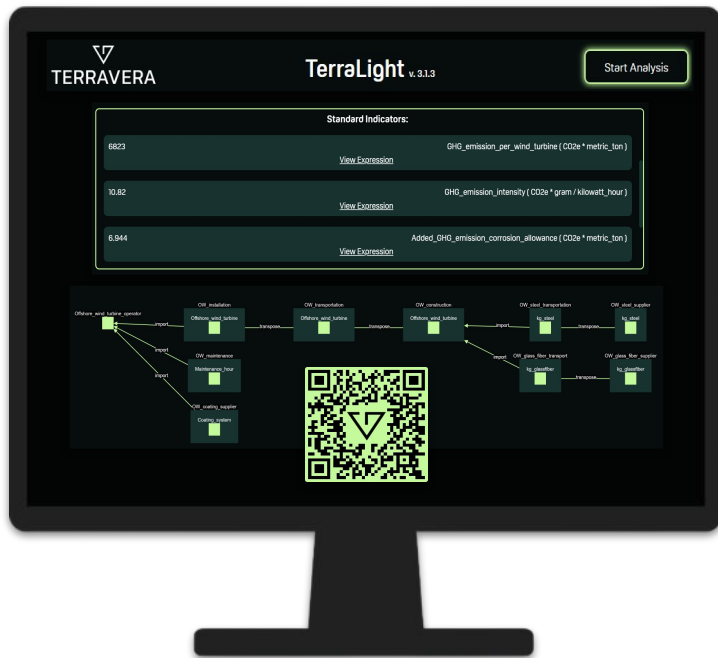 TERRAVERA
TerraLight v. 3.1.3
Start Analysis
Standard Indicators:
6823 GHG_emission_per_wind_turbine ( CO2e * metric_ton )
View Expression
10.82 GHG_emission_intensity ( CO2e * gram / kilowatt_hour )
View Expression
6.944 Added_GHG_emission_corrosion_allowance ( CO2e * metric_ton )
View Expression
OW_installation OW_transportation OW_construction OW_steel_transportation OW_steel_supplier
Offshore_wind_turbine_operator Offshore_wind_turbine Offshore_wind_turbine Offshore_wind_turbine kg_steel kg_steel
import transpose transpose import transpose
import OW_maintenance import OW_glass_fiber_transport OW_glass_fiber_supplier
Maintenance_hour kg_glassfiber kg_glassfiber
import transpose
OW_coating_supplier
Coating_system